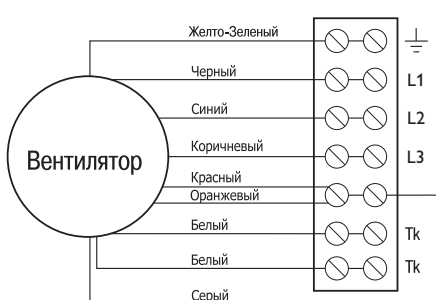 Желто-Зеленый
Черный
L1
Синий
L2
Коричневый
L3
Вентилятор
Красный
Оранжевый
Белый
Tk
Белый
Tk
Серый